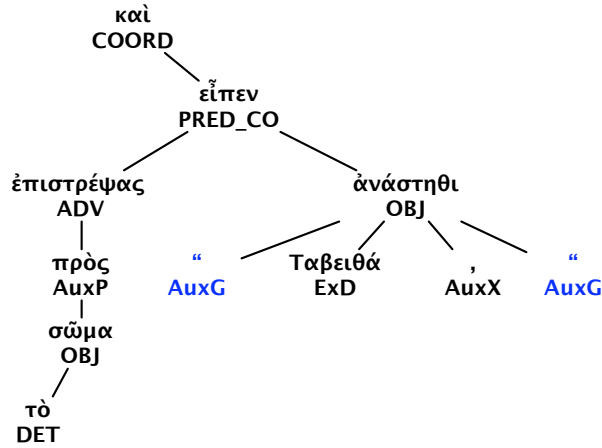 καὶ
COORD
εἶπεν
PRED_CO
ἐπιστρέψας ἀνάστηθι
ADV OBJ
πρὸς “ Ταβειθά , “
AuxP AuxG ExD AuxX AuxG
σῶμα
OBJ
τὸ
DET